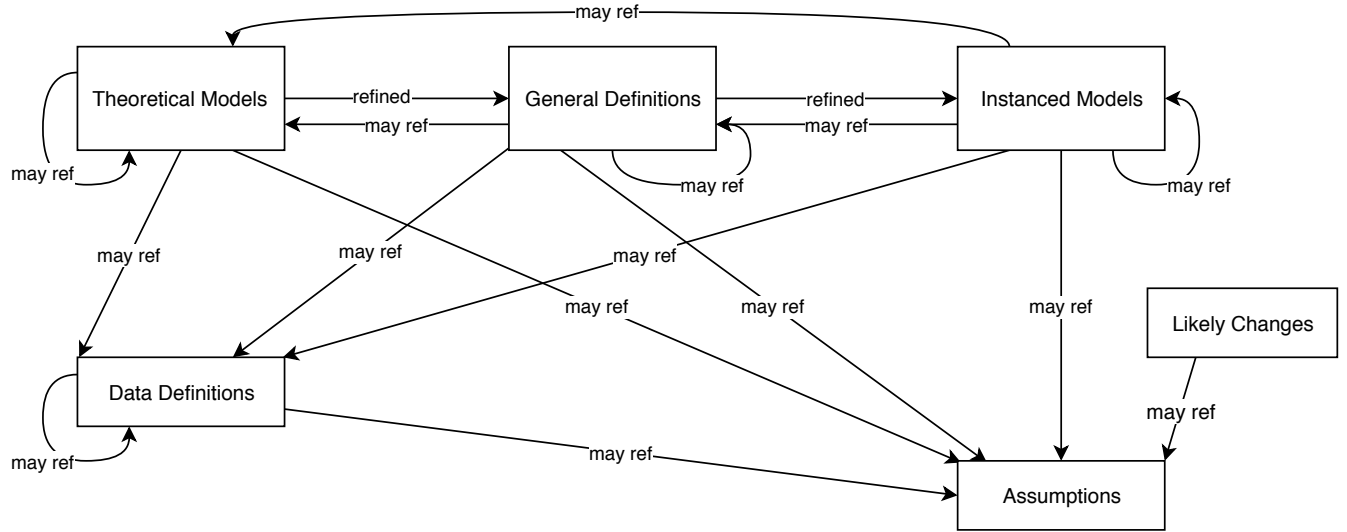 may ref
Theoretical Models
refined
General Definitions
refined
Instanced Models
may ref
may ref
may ref
may ref
may ref
may ref
may ref
may ref
may ref
may ref
may ref
Likely Changes
Data Definitions
may ref
may ref
may ref
Assumptions